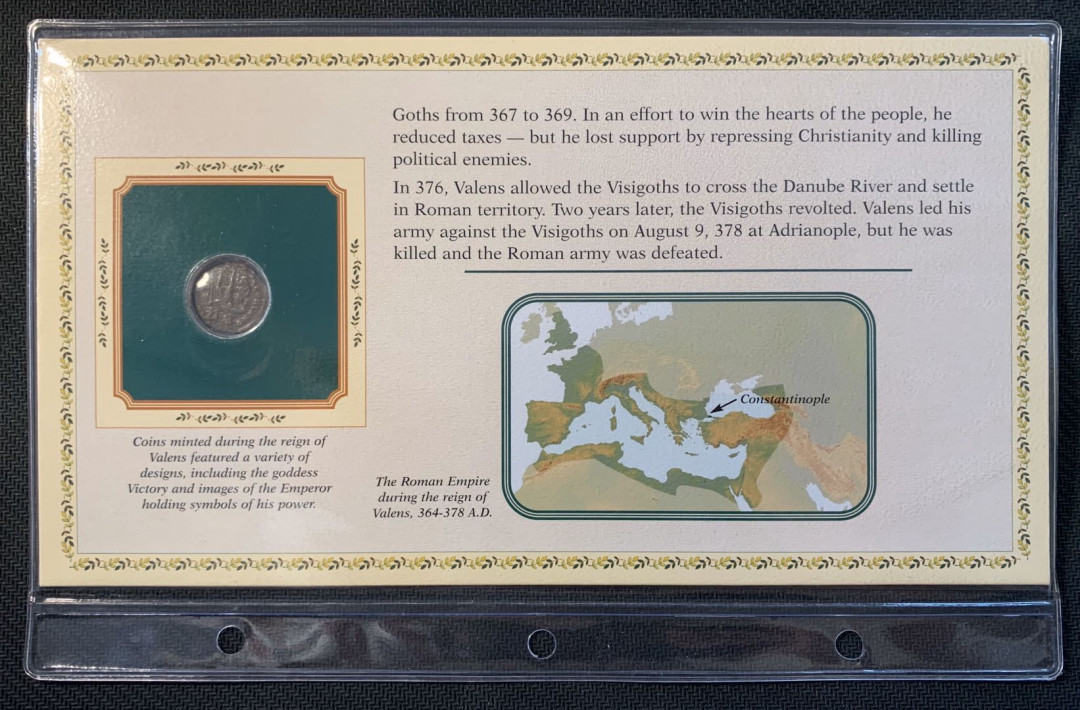 Goths from 367 to 369. In an effort to win the hearts of the people, he
reduced taxes — but he lost support by repressing Christianity and killing
political enemies.
In 376, Valens allowed the Visigoths to cross the Danube River and settle
in Roman territory. Two years later, the Visigoths revolted. Valens led his
army against the Visigoths on August 9, 378 at Adrianople, but he was
killed and the Roman army was defeated.
Coins minted during the reign of
Valens featured a variety of
designs, including the goddess
Victory and images of the Emperor
holding symbols of his power.
The Roman Empire
during the reign of
Valens, 364-378 A.D.
Constantinople